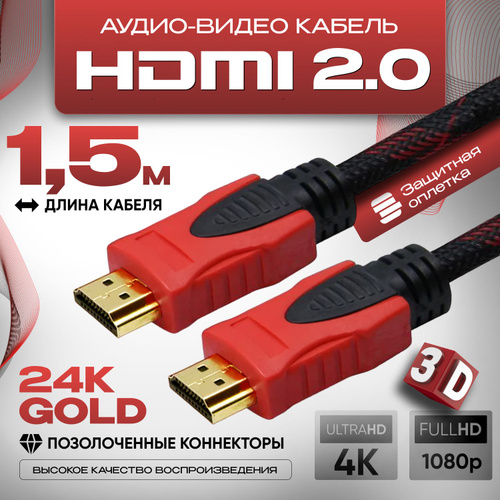 АУДИО-ВИДЕО КАБЕЛЬ
HDMI 2.0
1,5м
ДЛИНА КАБЕЛЯ
Защитная
оплетка
24K
GOLD
ПОЗОЛОЧЕННЫЕ КОННЕКТОРЫ
ВЫСОКОЕ КАЧЕСТВО ВОСПРОИЗВЕДЕНИЯ
3D
ULTRAHD
4K
FULLHD
1080p